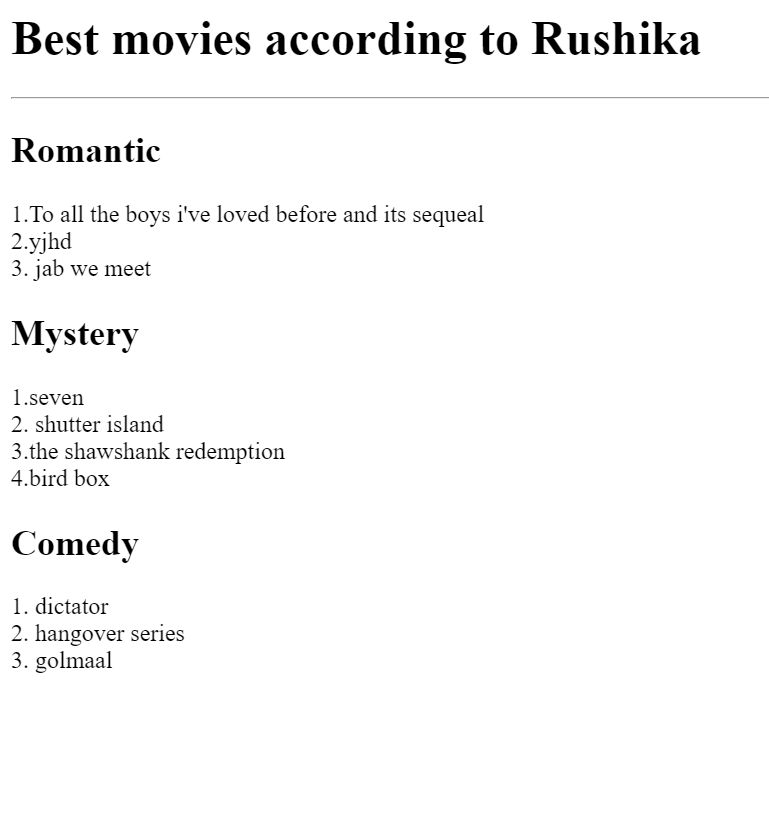 Best movies according to Rushika
Romantic
1.To all the boys i've loved before and its sequeal
2.yjhd
3. jab we meet
Mystery
1.seven
2. shutter island
3.the shawshank redemption
4.bird box
Comedy
1. dictator
2. hangover series
3. golmaal